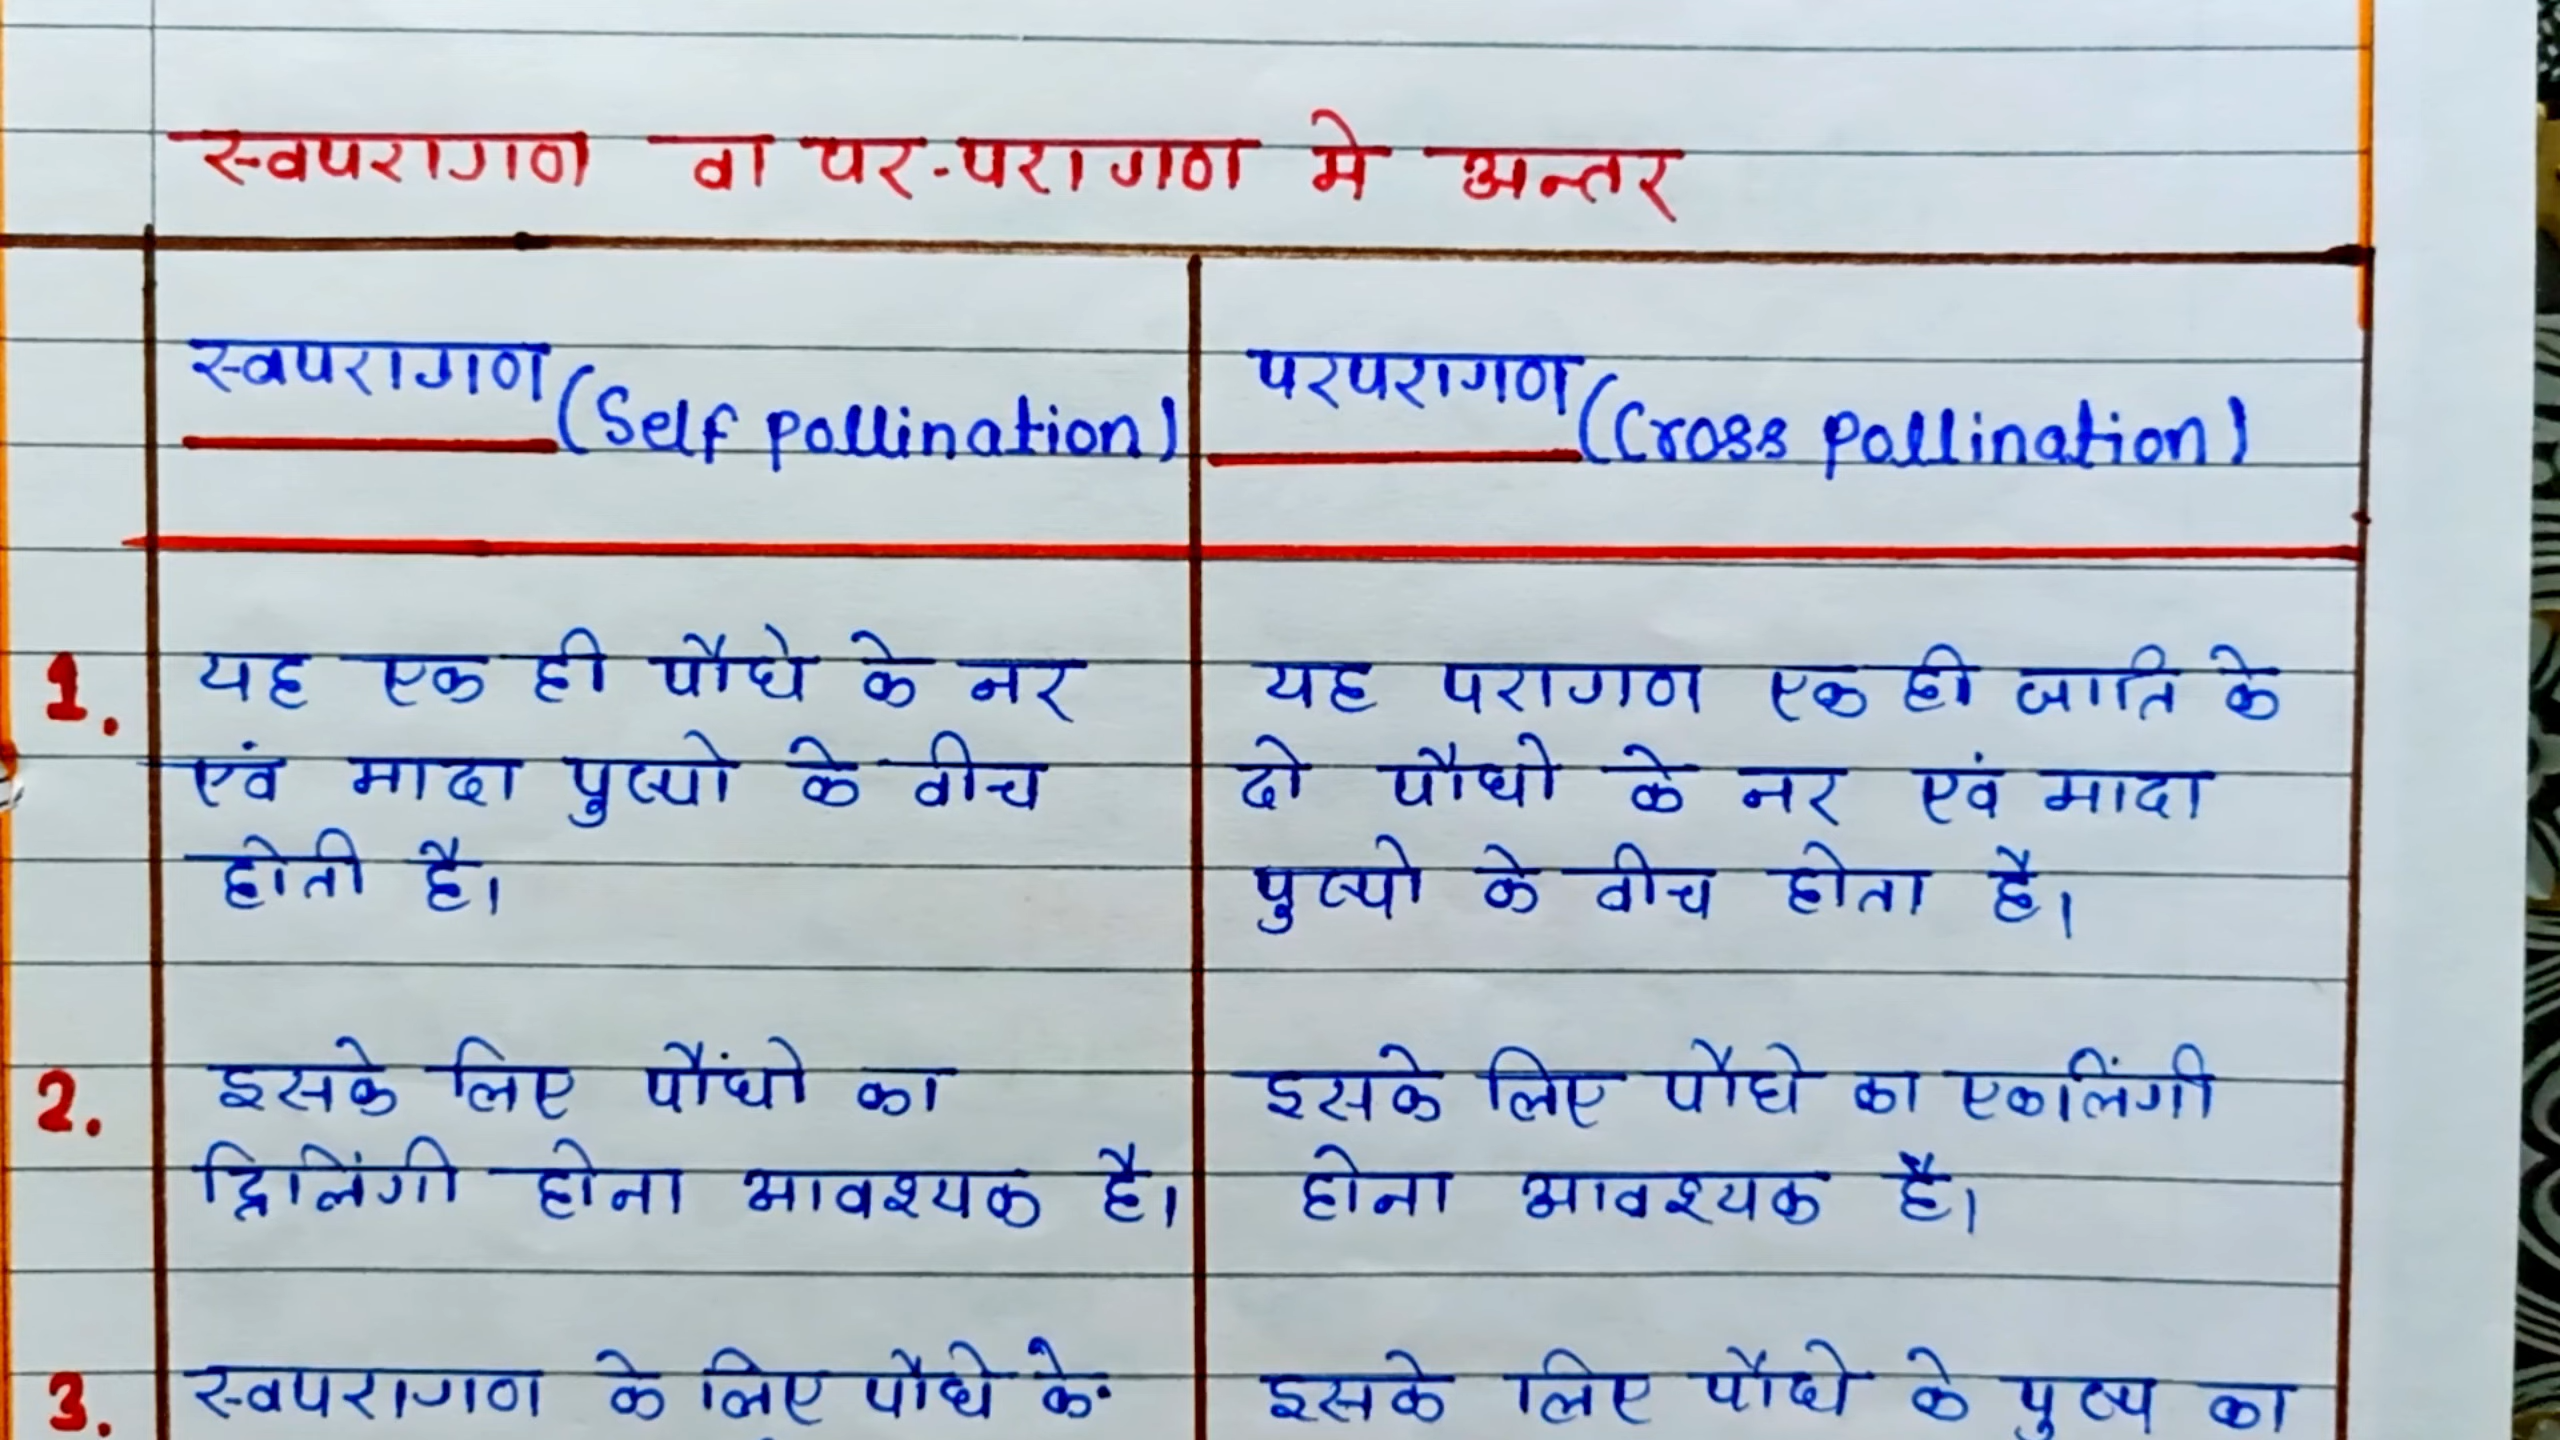 स्वपरागण वा पर-परागण मे अन्तर
स्वपरागण (Self pollination)
परपरागण (Cross pollination)
1. यह एक ही पौधे के नर
एवं मादा पुष्पो के वीच
होती है।
यह परागण एक ही जाति के
दो पौधो के नर एवं मादा
पुष्पो के वीच होता है।
2. इसके लिए पौंधो का
द्विलिंगी होना आवश्यक है।
इसके लिए पौधे का एकलिंगी
होना आवश्यक है।
3. स्वपरागण के लिए पौधे के
इसके लिए पौधे के पुष्प का